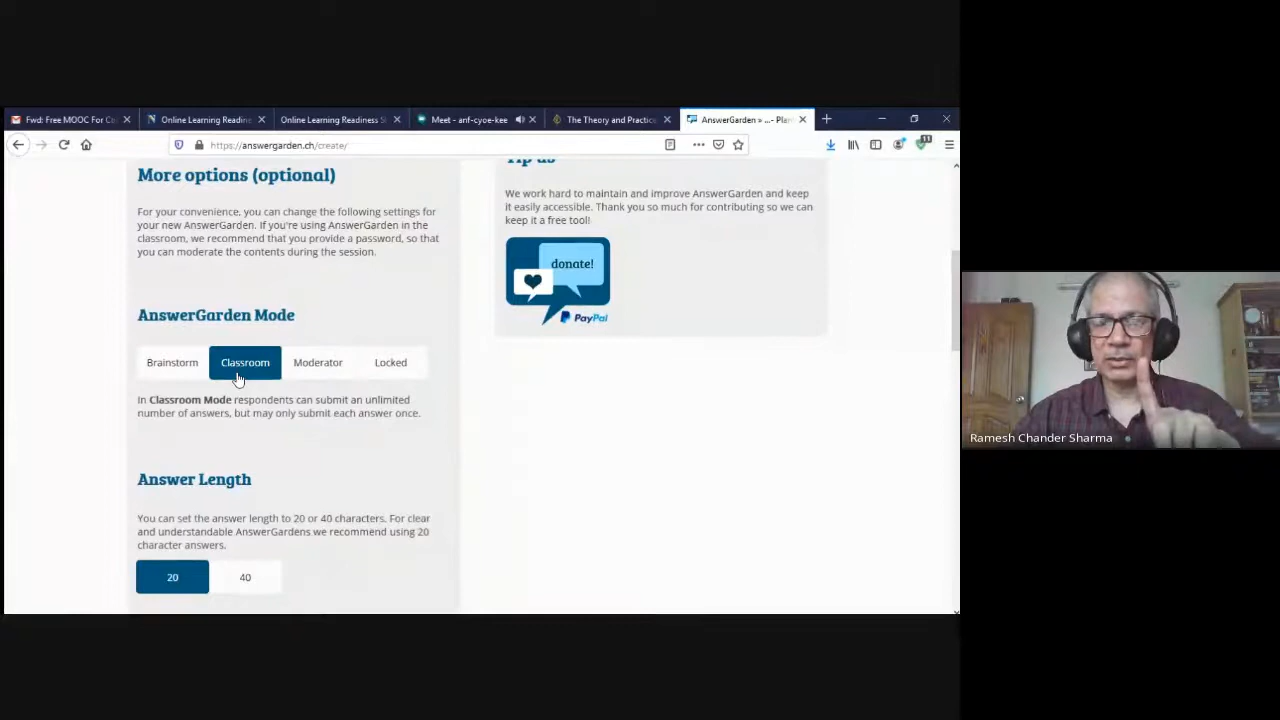 Fwd: Free MOOC For Co
Online Learning Readine
Online Learning Readiness S
Meet - anf-cyoe-kee
The Theory and Practice
AnswerGarden » ...- Plan
https://answergarden.ch/create/
11
More options (optional)
For your convenience, you can change the following settings for
your new AnswerGarden. If you're using AnswerGarden in the
classroom, we recommend that you provide a password, so that
you can moderate the contents during the session.
AnswerGarden Mode
Brainstorm
Classroom
Moderator
Locked
In Classroom Mode respondents can submit an unlimited
number of answers, but may only submit each answer once.
Answer Length
You can set the answer length to 20 or 40 characters. For clear
and understandable AnswerGardens we recommend using 20
character answers.
20
40
Tip us
We work hard to maintain and improve AnswerGarden and keep
it easily accessible. Thank you so much for contributing so we can
keep it a free tool!
donate!
PayPal
Ramesh Chander Sharma